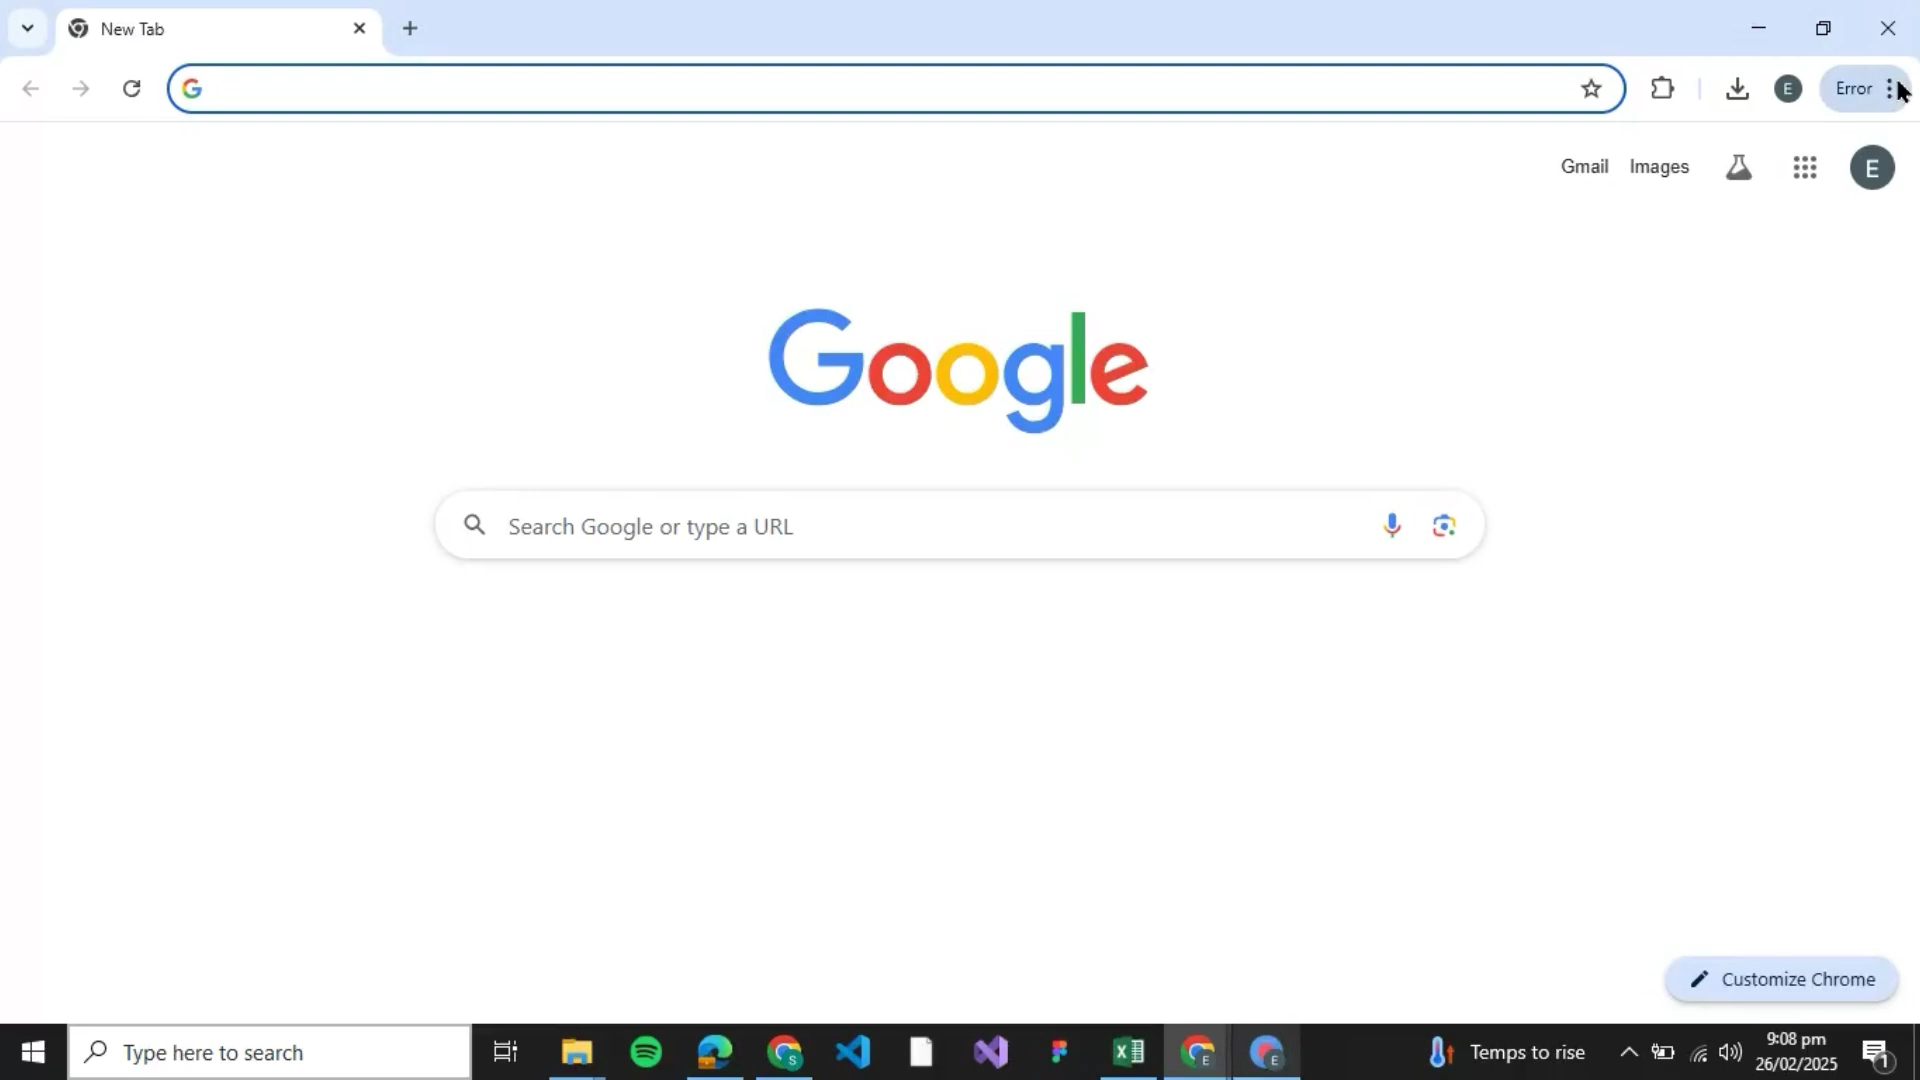 New Tab
E
Error
Gmail
Images
E
Google
Search Google or type a URL
Customize Chrome
Type here to search
S
E
E
Temps to rise
9:08 pm
26/02/2025
1